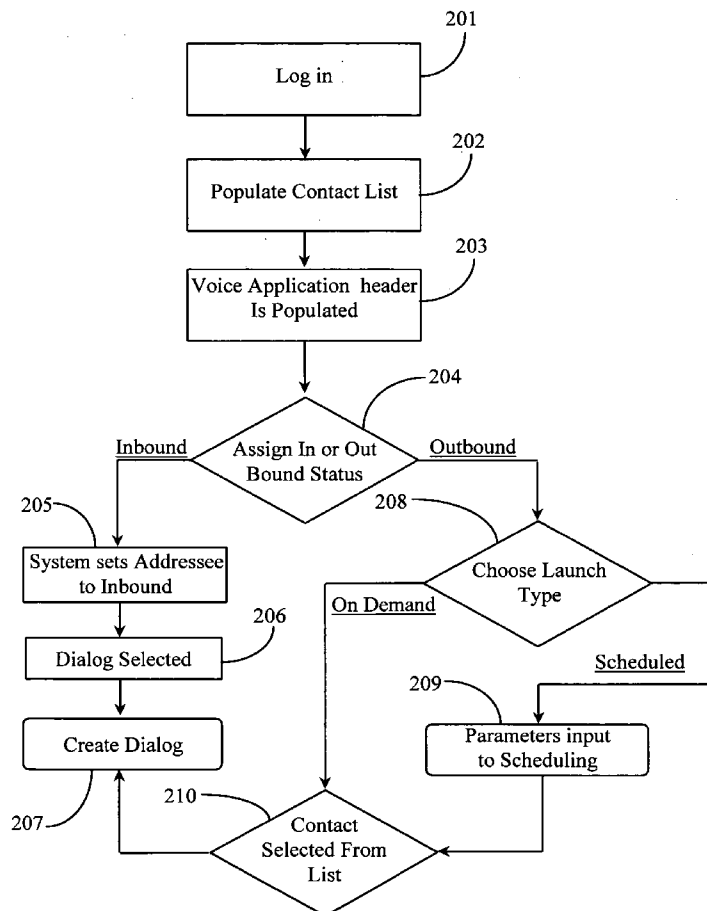 201
Log in
202
Populate Contact List
203
Voice Application header
Is Populated
204
Inbound
Assign In or Out
Bound Status
Outbound
205
208
System sets Addressee
to Inbound
Choose Launch
Type
On Demand
206
Dialog Selected
Scheduled
209
Create Dialog
Parameters input
to Scheduling
207
210
Contact
Selected From
List